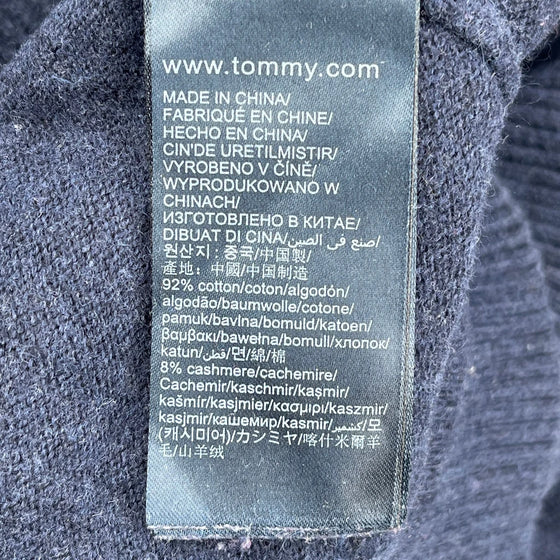 www.tommy.com
MADE IN CHINA/
FABRIQUÉ EN CHINE/
HECHO EN CHINA/
CIN'DE URETILMISTIR/
VYROBENO V ČÍNĚ/
WYPRODUKOWANO W
CHINACH/
ИЗГОТОВЛЕНО В КИТАЕ/
DIBUAT DI CINA/صنع في الصين/
원산지 : 중국/中国製/
產地: 中國/中国制造
92% cotton/coton/algodón/
algodão/baumwolle/cotone/
pamuk/bavlna/bomuld/katoen/
βαμβακι/bawełna/bomull/хлопок/
katun/قطن/면/綿/棉
8% cashmere/cachemire/
Cachemir/kaschmir/kaşmir/
kašmír/kasjmier/κασμιρι/kaszmir/
kasjmir/кашемир/kasmir/كشمير/모
(캐시미어)/カシミヤ/喀什米爾羊
毛/山羊绒